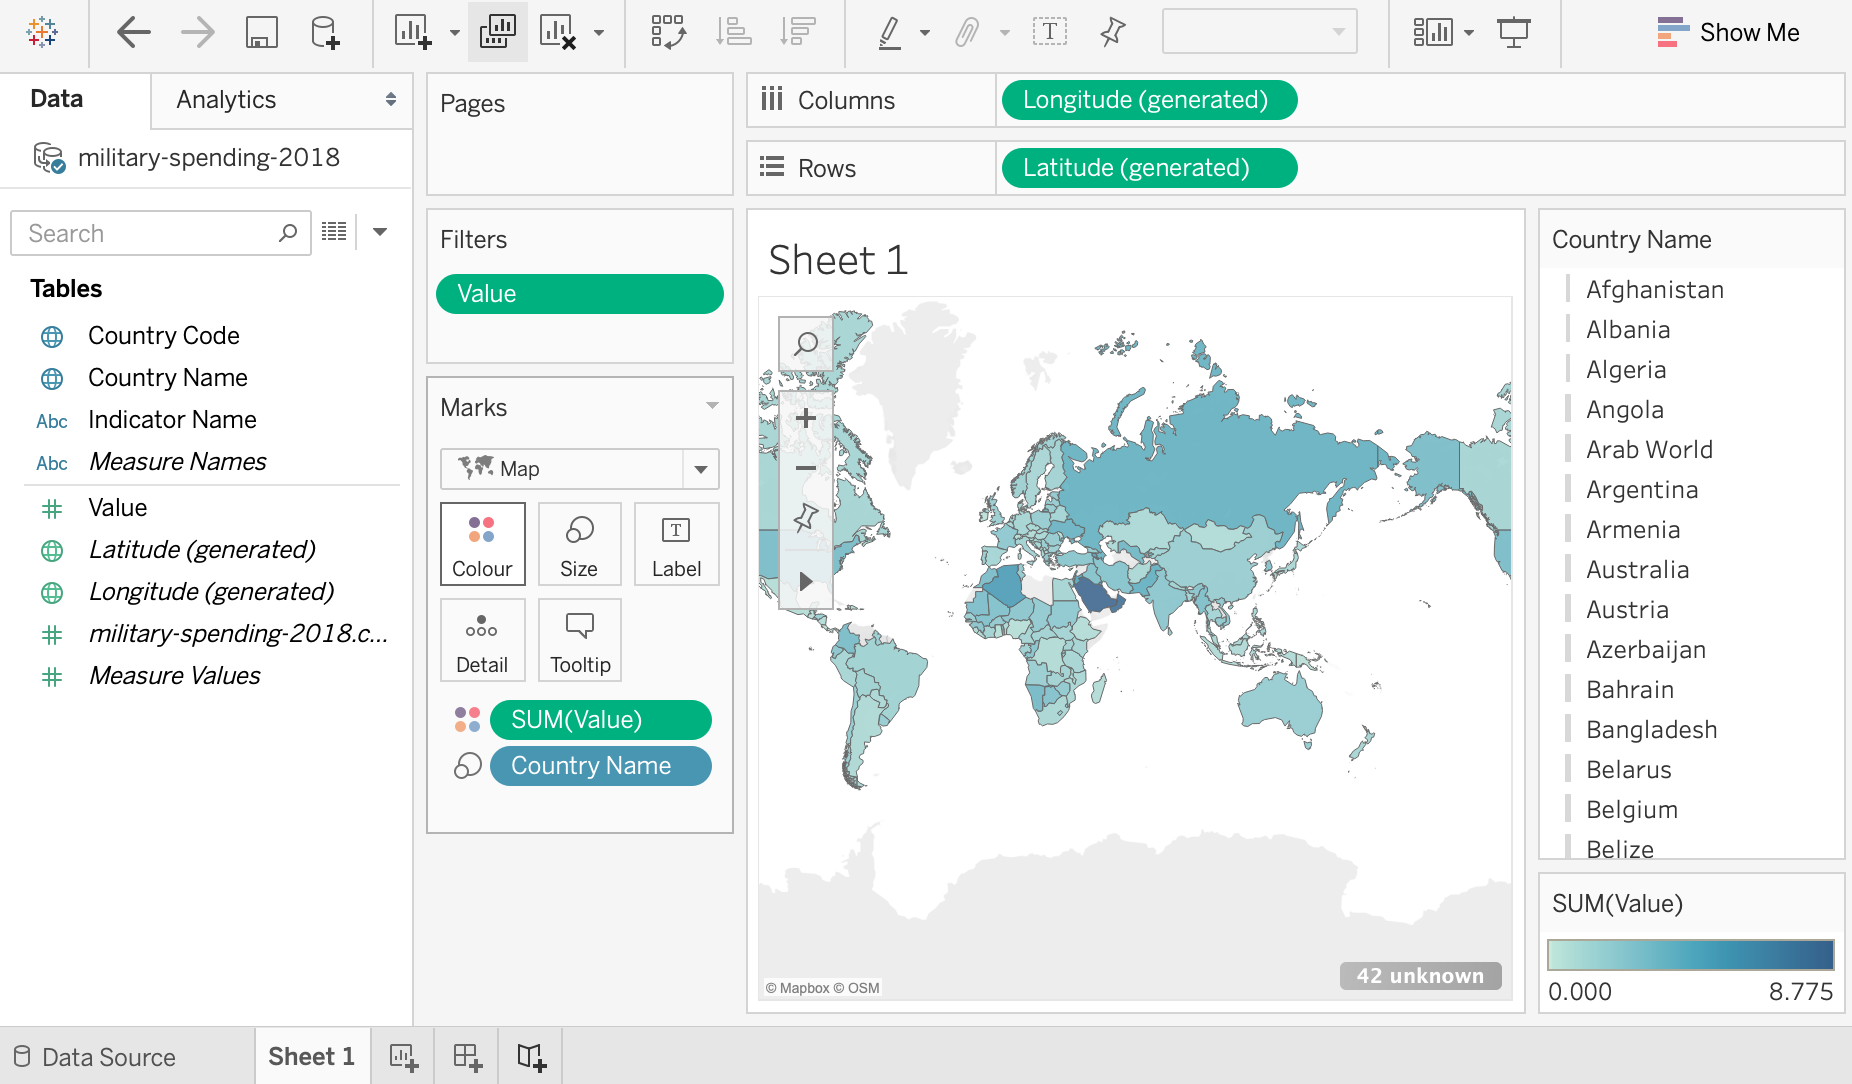 Show Me
Data
Analytics
military-spending-2018
Search
Tables
Country Code
Country Name
Abc Indicator Name
Abc Measure Names
Value
Latitude (generated)
Longitude (generated)
military-spending-2018.c...
Measure Values
Pages
Filters
Value
Marks
Map
Colour
Size
T
Label
Detail
Tooltip
SUM(Value)
Country Name
Columns
Longitude (generated)
Rows
Latitude (generated)
Sheet 1
© Mapbox © OSM
42 unknown
Country Name
Afghanistan
Albania
Algeria
Angola
Arab World
Argentina
Armenia
Australia
Austria
Azerbaijan
Bahrain
Bangladesh
Belarus
Belgium
Belize
SUM(Value)
0.000
8.775
Data Source
Sheet 1